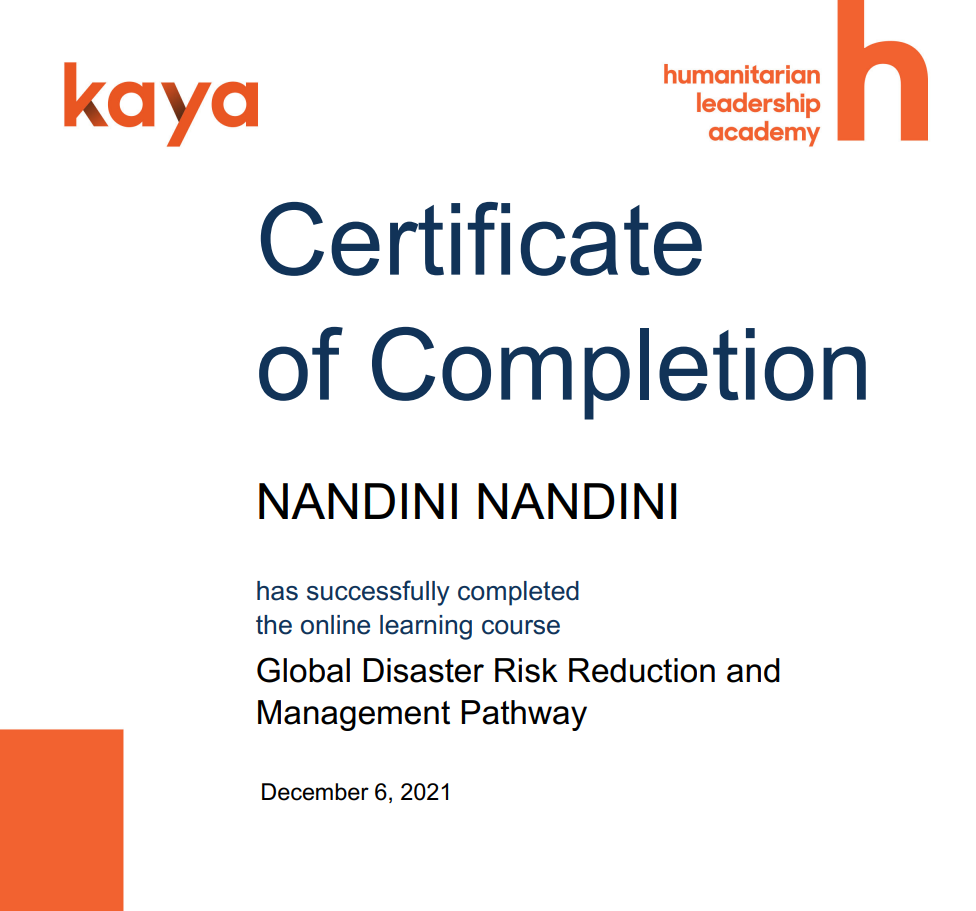 kaya
humanitarian
leadership
academy
h
Certificate
of Completion
NANDINI NANDINI
has successfully completed
the online learning course
Global Disaster Risk Reduction and
Management Pathway
December 6, 2021